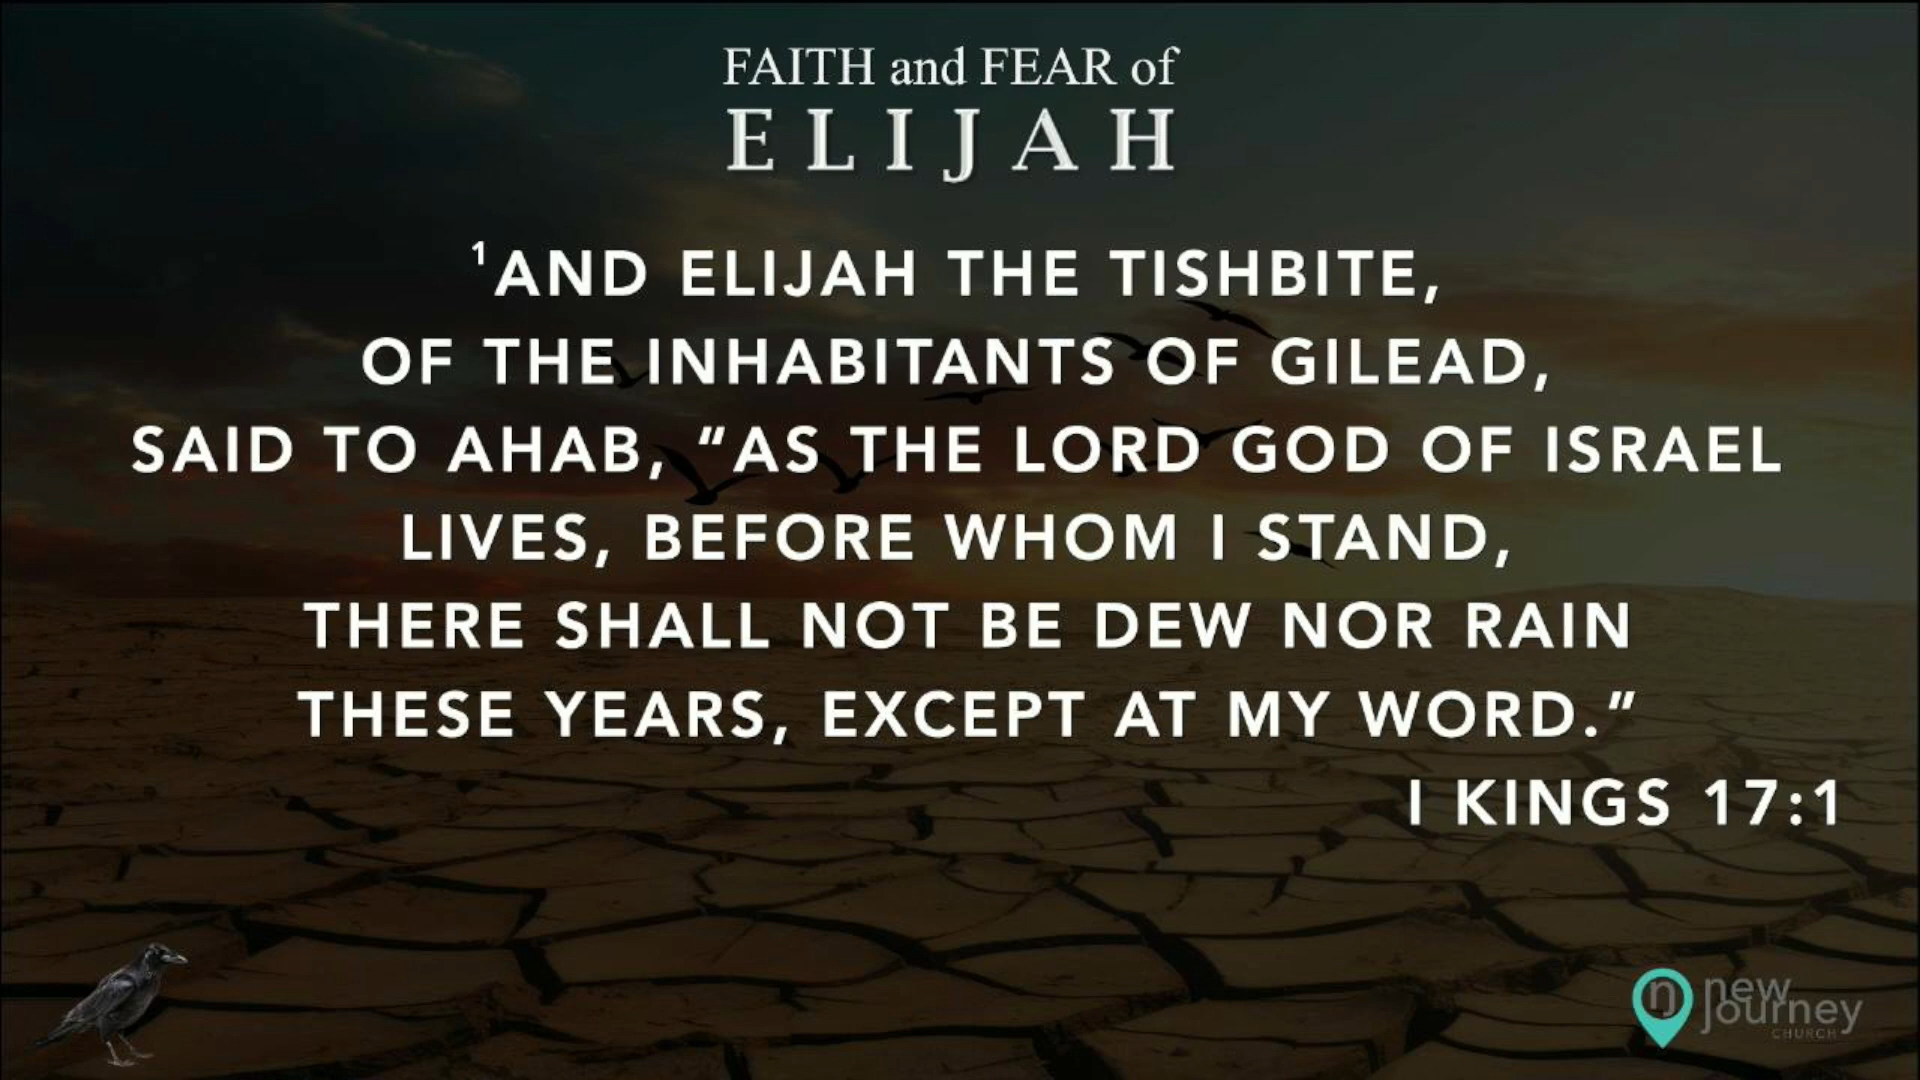 FAITH and FEAR of
ELIJAH
¹AND ELIJAH THE TISHBITE,
OF THE INHABITANTS OF GILEAD,
SAID TO AHAB, “AS THE LORD GOD OF ISRAEL
LIVES, BEFORE WHOM I STAND,
THERE SHALL NOT BE DEW NOR RAIN
THESE YEARS, EXCEPT AT MY WORD.”
I KINGS 17:1
n new
journey
CHURCH